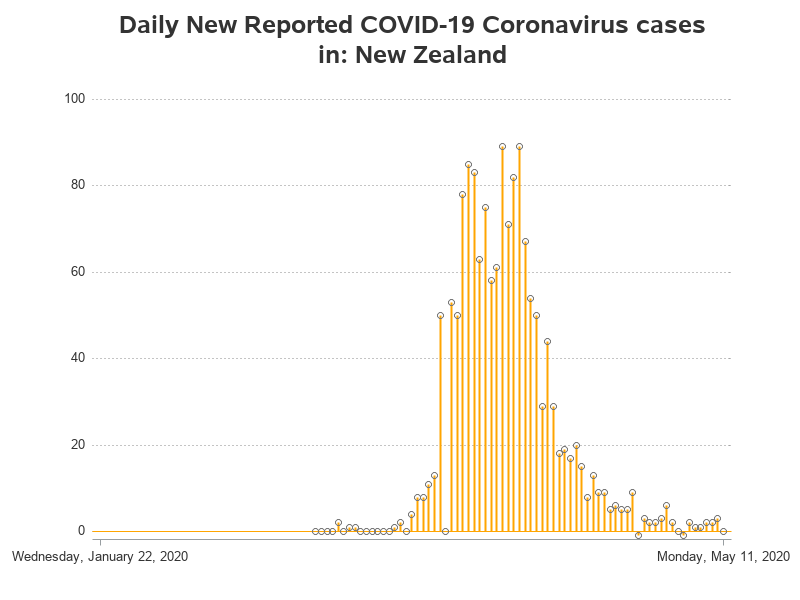 Daily New Reported COVID-19 Coronavirus cases
in: New Zealand
100
80
60
40
20
0
Wednesday, January 22, 2020
Monday, May 11, 2020